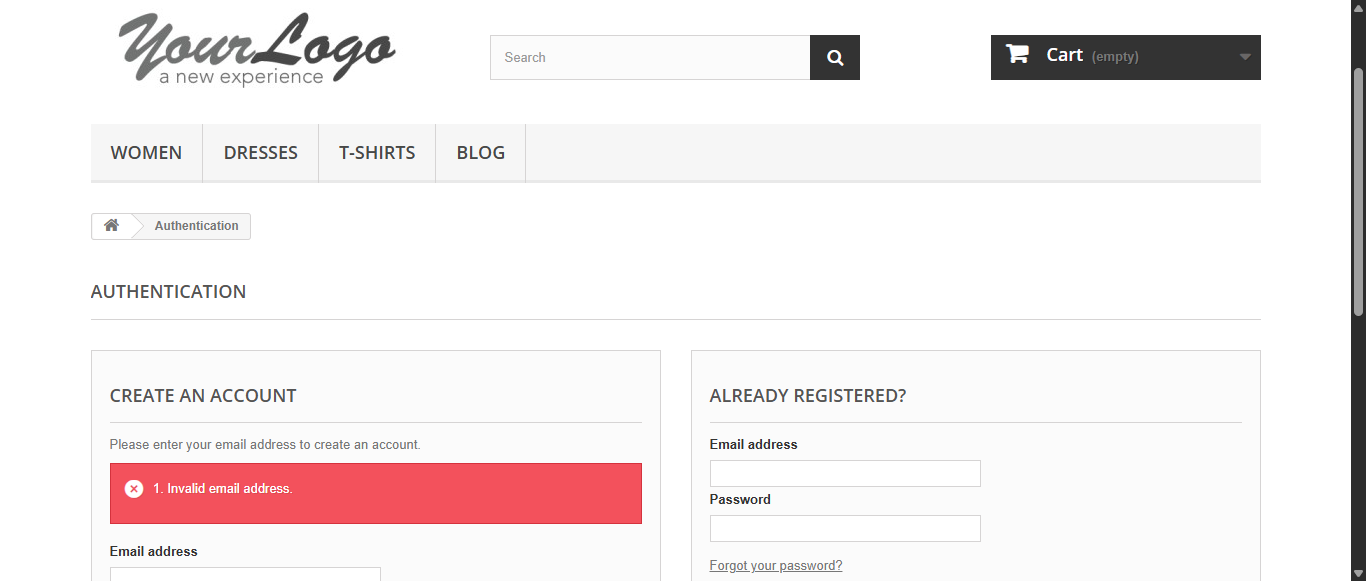 YourLogo
a new experience
Search
Cart (empty)
WOMEN DRESSES T-SHIRTS BLOG
Authentication
AUTHENTICATION
CREATE AN ACCOUNT
Please enter your email address to create an account.
1. Invalid email address.
Email address
ALREADY REGISTERED?
Email address
Password
Forgot your password?